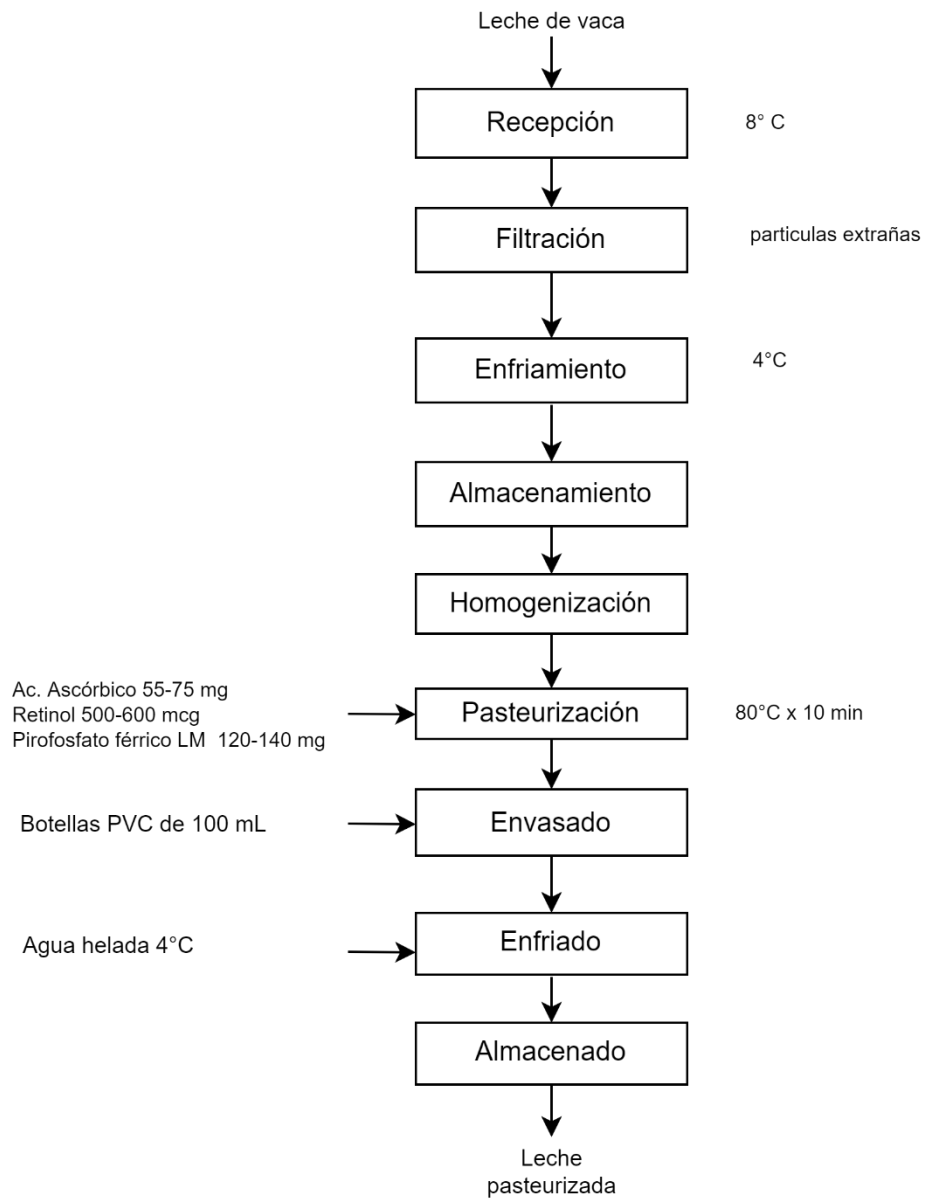 Leche de vaca
Recepción
8° C
Filtración
particulas extrañas
Enfriamiento
4°C
Almacenamiento
Homogenización
Ac. Ascórbico 55-75 mg
Retinol 500-600 mcg
Pirofosfato férrico LM 120-140 mg
Pasteurización
80°C x 10 min
Botellas PVC de 100 mL
Envasado
Agua helada 4°C
Enfriado
Almacenado
Leche
pasteurizada